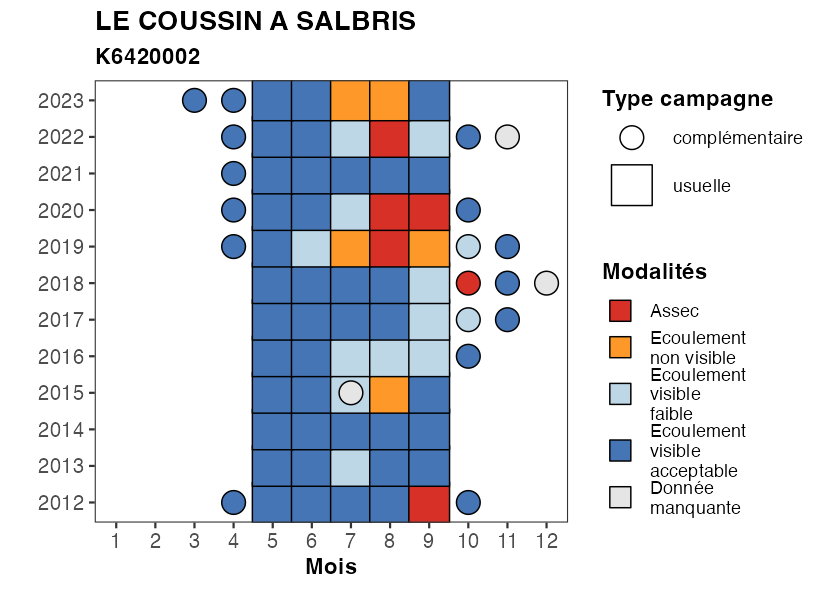 LE COUSSIN A SALBRIS
K6420002
2023
2022
2021
2020
2019
2018
2017
2016
2015
2014
2013
2012
1 2 3 4 5 6 7 8 9 10 11 12
Mois
Type campagne
complémentaire
usuelle
Modalités
Assec
Ecoulement
non visible
Ecoulement
visible
faible
Ecoulement
visible
acceptable
Donnée
manquante